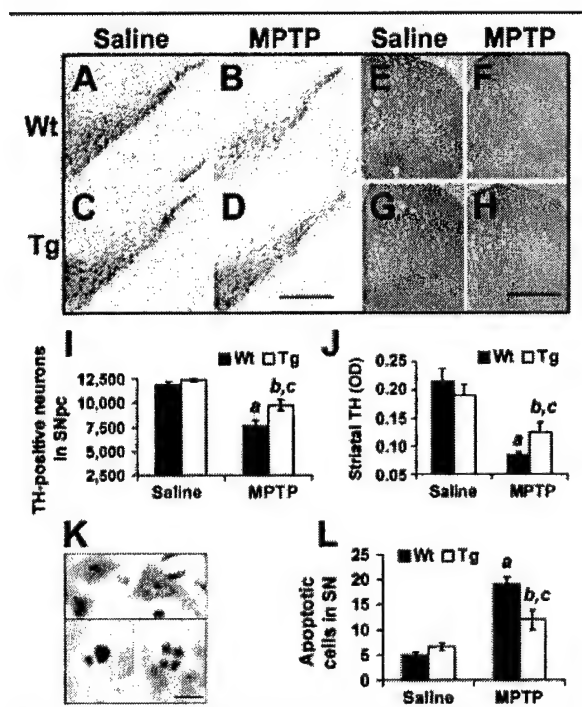 Saline MPTP Saline MPTP
A B E F
Wt
C D G H
Tg
I J
Wt Tg Wt Tg
12,500
10,000
7,500
5,000
2,500
TH-positive neurons
in SNpc
a b,c
Saline MPTP
0.25
0.20
0.15
0.10
0.05
Striatal TH (OD)
a b,c
Saline MPTP
K L
Wt Tg
25
20
15
10
5
0
Apoptotic
cells in SN
a
b,c
Saline MPTP